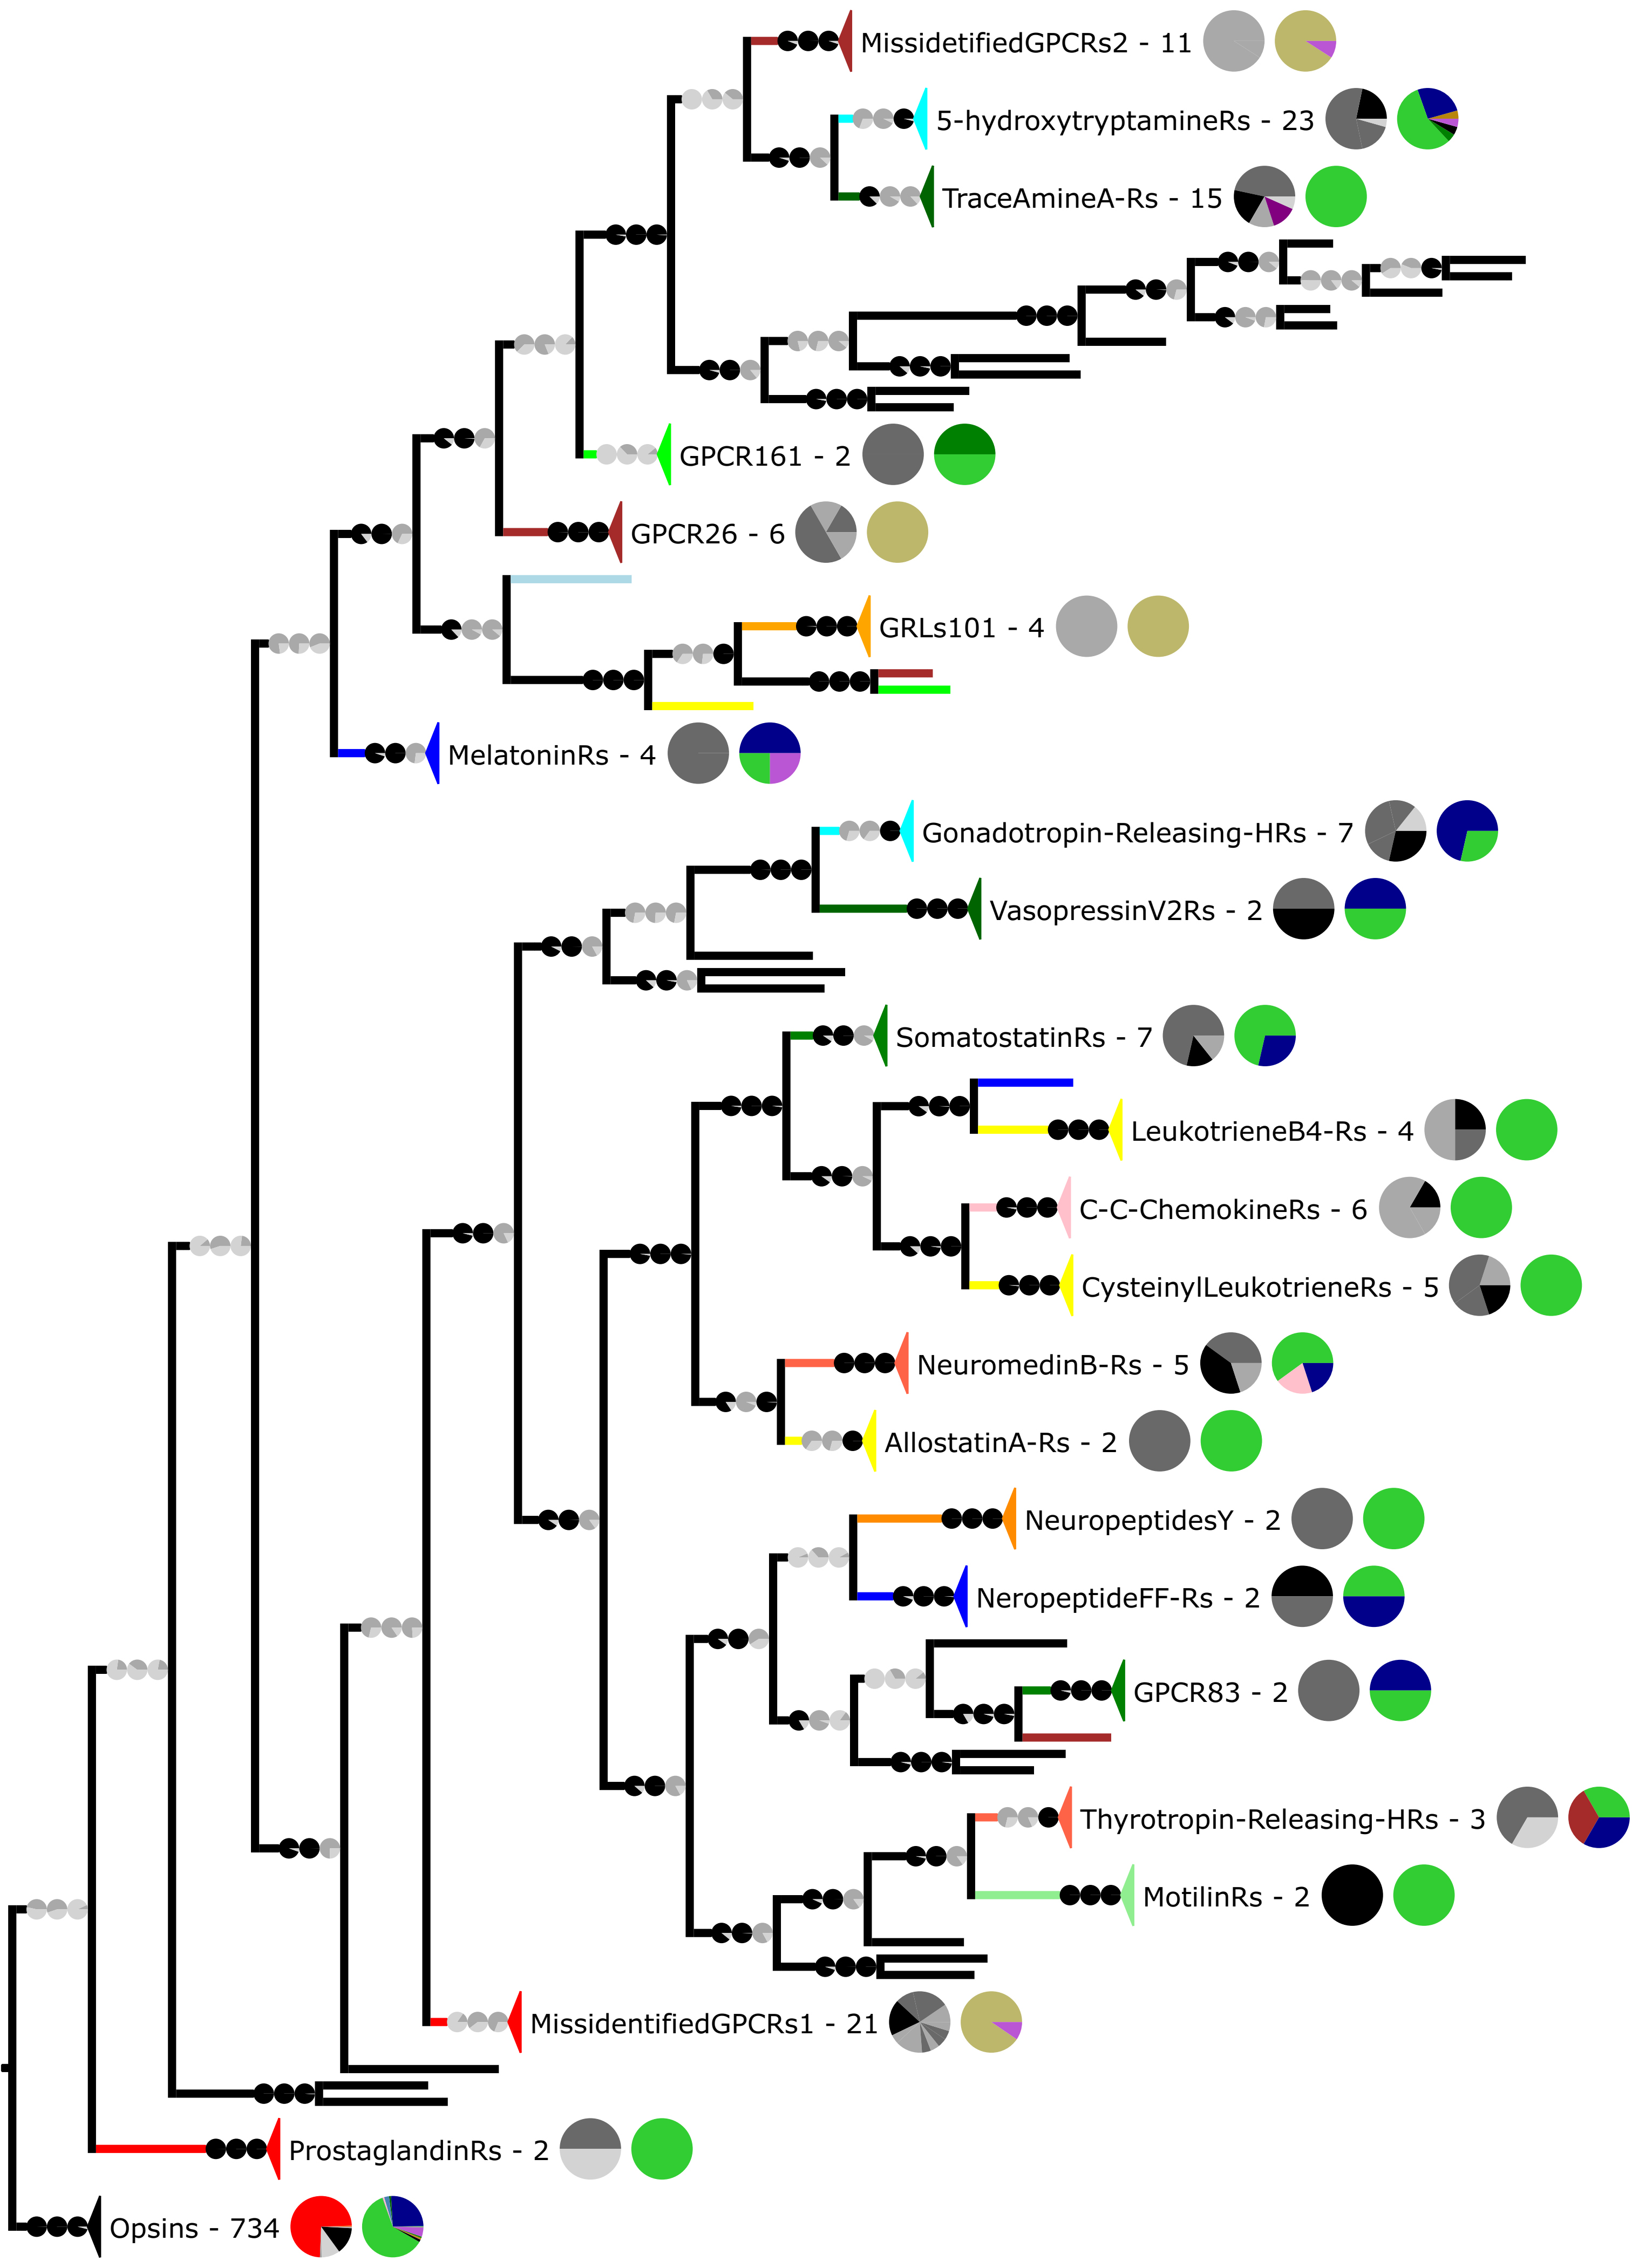 MissidetifiedGPCRs2 - 11
5-hydroxytryptamineRs - 23
TraceAmineA-Rs - 15
GPCR161 - 2
GPCR26 - 6
GRLs101 - 4
MelatoninRs - 4
Gonadotropin-Releasing-HRs - 7
VasopressinV2Rs - 2
SomatostatinRs - 7
LeukotrieneB4-Rs - 4
C-C-ChemokineRs - 6
CysteinylLeukotrieneRs - 5
NeuromedinB-Rs - 5
AllostatinA-Rs - 2
NeuropeptidesY - 2
NeropeptideFF-Rs - 2
GPCR83 - 2
Thyrotropin-Releasing-HRs - 3
MotilinRs - 2
MissidentifiedGPCRs1 - 21
ProstaglandinRs - 2
Opsins - 734